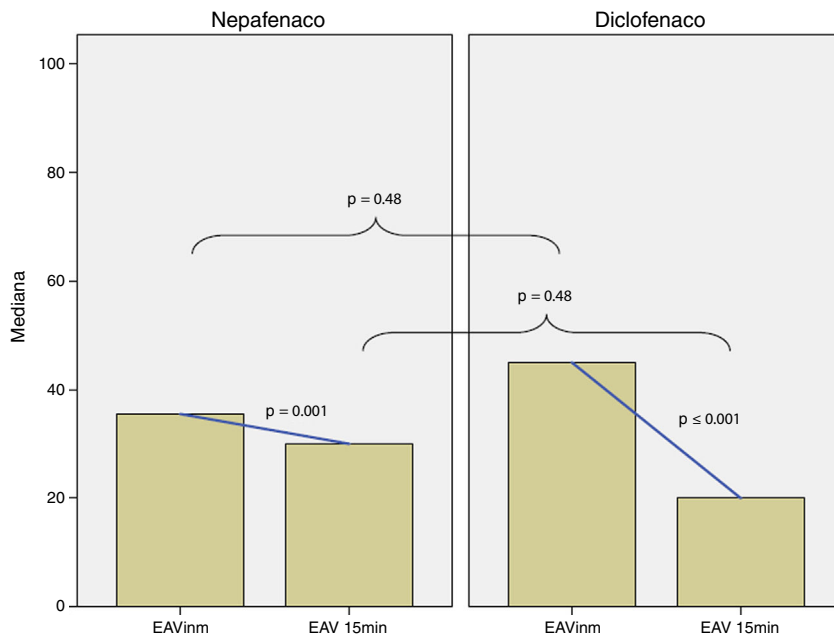 Nepafenaco
Diclofenaco
100
80
60
40
20
0
Mediana
p = 0.48
p = 0.48
p = 0.001
p ≤ 0.001
EAVinm
EAV 15min
EAVinm
EAV 15min